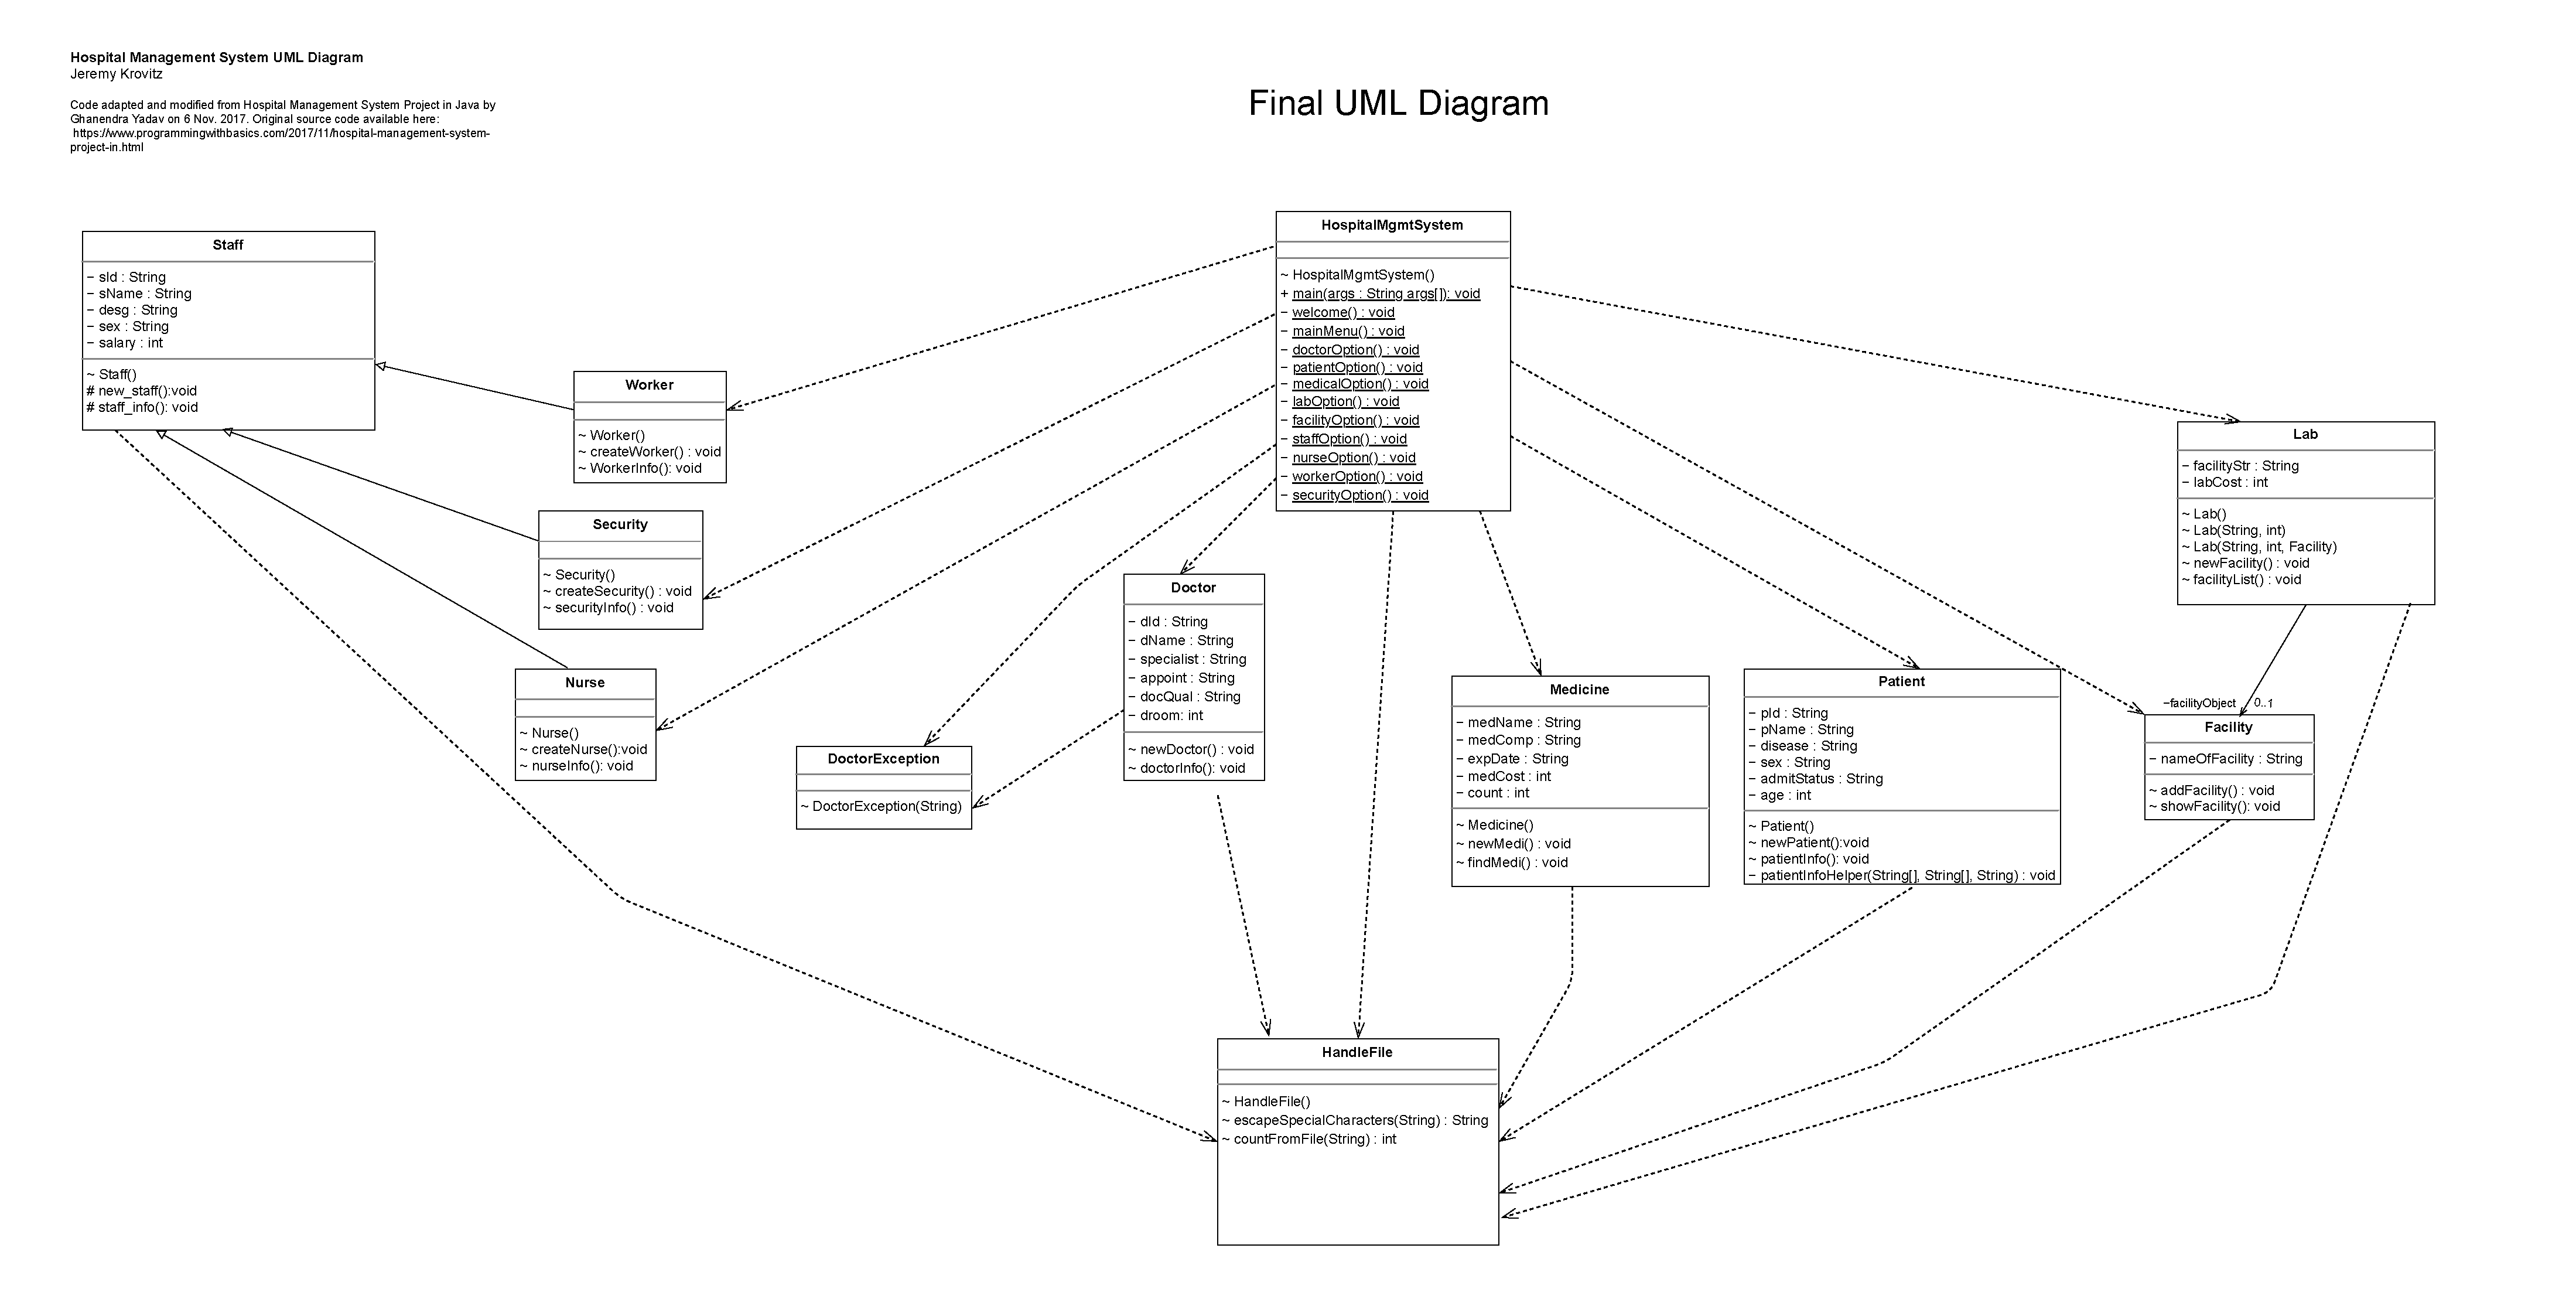 Hospital Management System UML Diagram
Jeremy Krovitz
Code adapted and modified from Hospital Management System Project in Java by
Ghanendra Yadav on 6 Nov. 2017. Original source code available here:
https://www.programmingwithbasics.com/2017/11/hospital-management-system-
project-in.html
Final UML Diagram
Staff
− sId : String
− sName : String
− desg : String
− sex : String
− salary : int
~ Staff()
# new_staff():void
# staff_info(): void
Worker
~ Worker()
~ createWorker() : void
~ WorkerInfo(): void
Security
~ Security()
~ createSecurity() : void
~ securityInfo() : void
Nurse
~ Nurse()
~ createNurse():void
~ nurseInfo(): void
HospitalMgmtSystem
~ HospitalMgmtSystem()
+ main(args : String args[]): void
− welcome() : void
− mainMenu() : void
− doctorOption() : void
− patientOption() : void
− medicalOption() : void
− labOption() : void
− facilityOption() : void
− staffOption() : void
− nurseOption() : void
− workerOption() : void
− securityOption() : void
DoctorException
~ DoctorException(String)
Doctor
− dId : String
− dName : String
− specialist : String
− appoint : String
− docQual : String
− droom: int
~ newDoctor() : void
~ doctorInfo(): void
Medicine
− medName : String
− medComp : String
− expDate : String
− medCost : int
− count : int
~ Medicine()
~ newMedi() : void
~ findMedi() : void
Patient
− pId : String
− pName : String
− disease : String
− sex : String
− admitStatus : String
− age : int
~ Patient()
~ newPatient():void
~ patientInfo(): void
− patientInfoHelper(String[], String[], String) : void
Lab
− facilityStr : String
− labCost : int
~ Lab()
~ Lab(String, int)
~ Lab(String, int, Facility)
~ newFacility() : void
~ facilityList() : void
−facilityObject 0..1
Facility
− nameOfFacility : String
~ addFacility() : void
~ showFacility(): void
HandleFile
~ HandleFile()
~ escapeSpecialCharacters(String) : String
~ countFromFile(String) : int